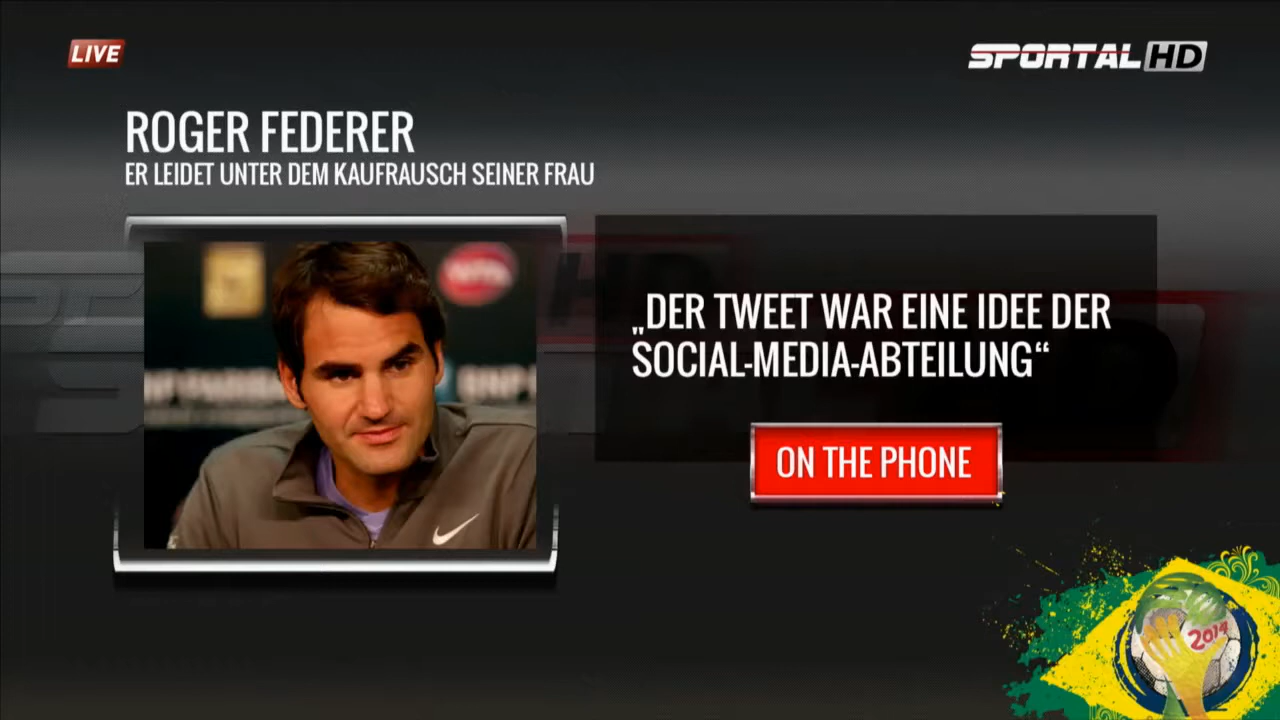 LIVE
SPORTAL HD
ROGER FEDERER
ER LEIDET UNTER DEM KAUFRAUSCH SEINER FRAU
„DER TWEET WAR EINE IDEE DER
SOCIAL-MEDIA-ABTEILUNG“
ON THE PHONE
2014